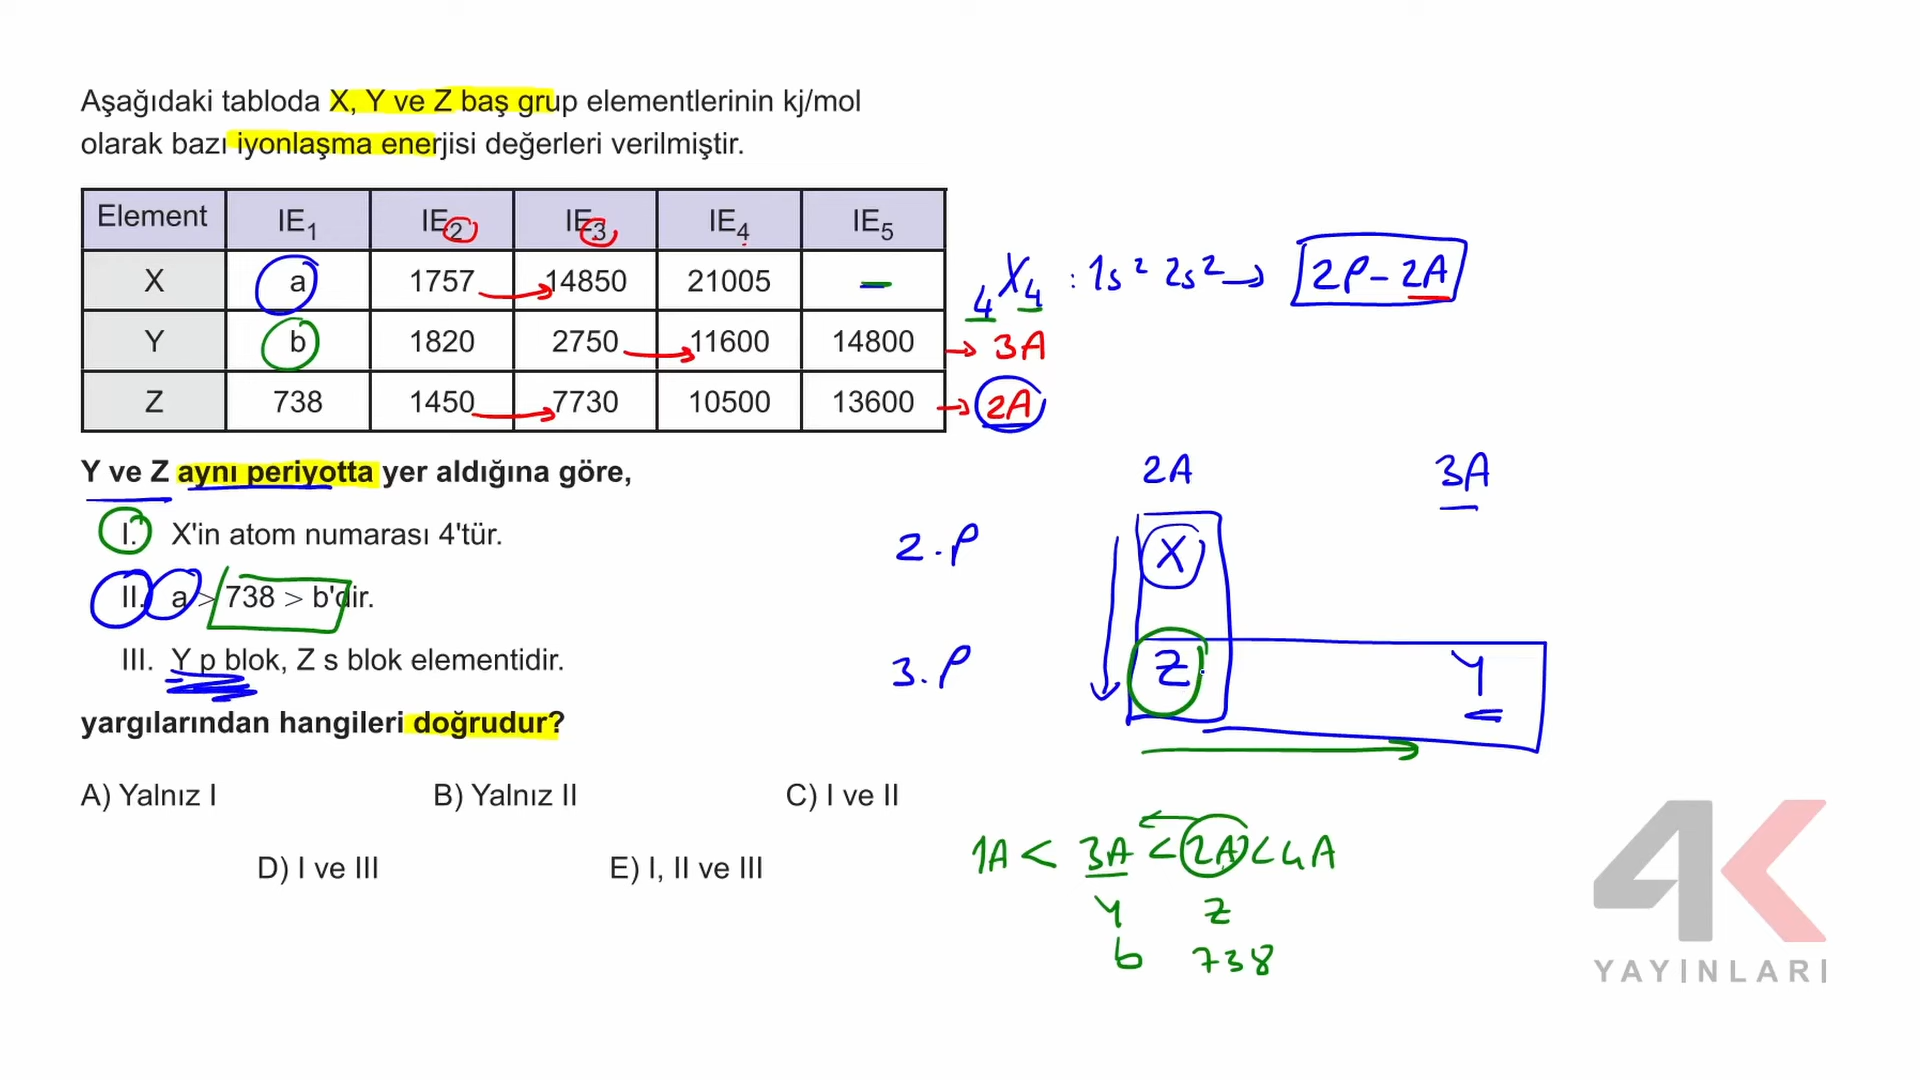 Aşağıdaki tabloda X, Y ve Z baş grup elementlerinin kj/mol
olarak bazı iyonlaşma enerjisi değerleri verilmiştir.
Element IE₁ IE₂ IE₃ IE₄ IE₅
X a 1757 14850 21005 –
Y b 1820 2750 11600 14800 → 3A
Z 738 1450 7730 10500 13600 → 2A
₄X₄ : 1s² 2s² → 2P-2A
Y ve Z aynı periyotta yer aldığına göre,
I. X'in atom numarası 4'tür.
II. a > 738 > b'dir.
III. Y p blok, Z s blok elementidir.
yargılarından hangileri doğrudur?
A) Yalnız I B) Yalnız II C) I ve II
D) I ve III E) I, II ve III
2A 3A
2.P X
3.P Z Y
1A < 3A < 2A < 4A
Y Z
b 738
4K
YAYINLARI